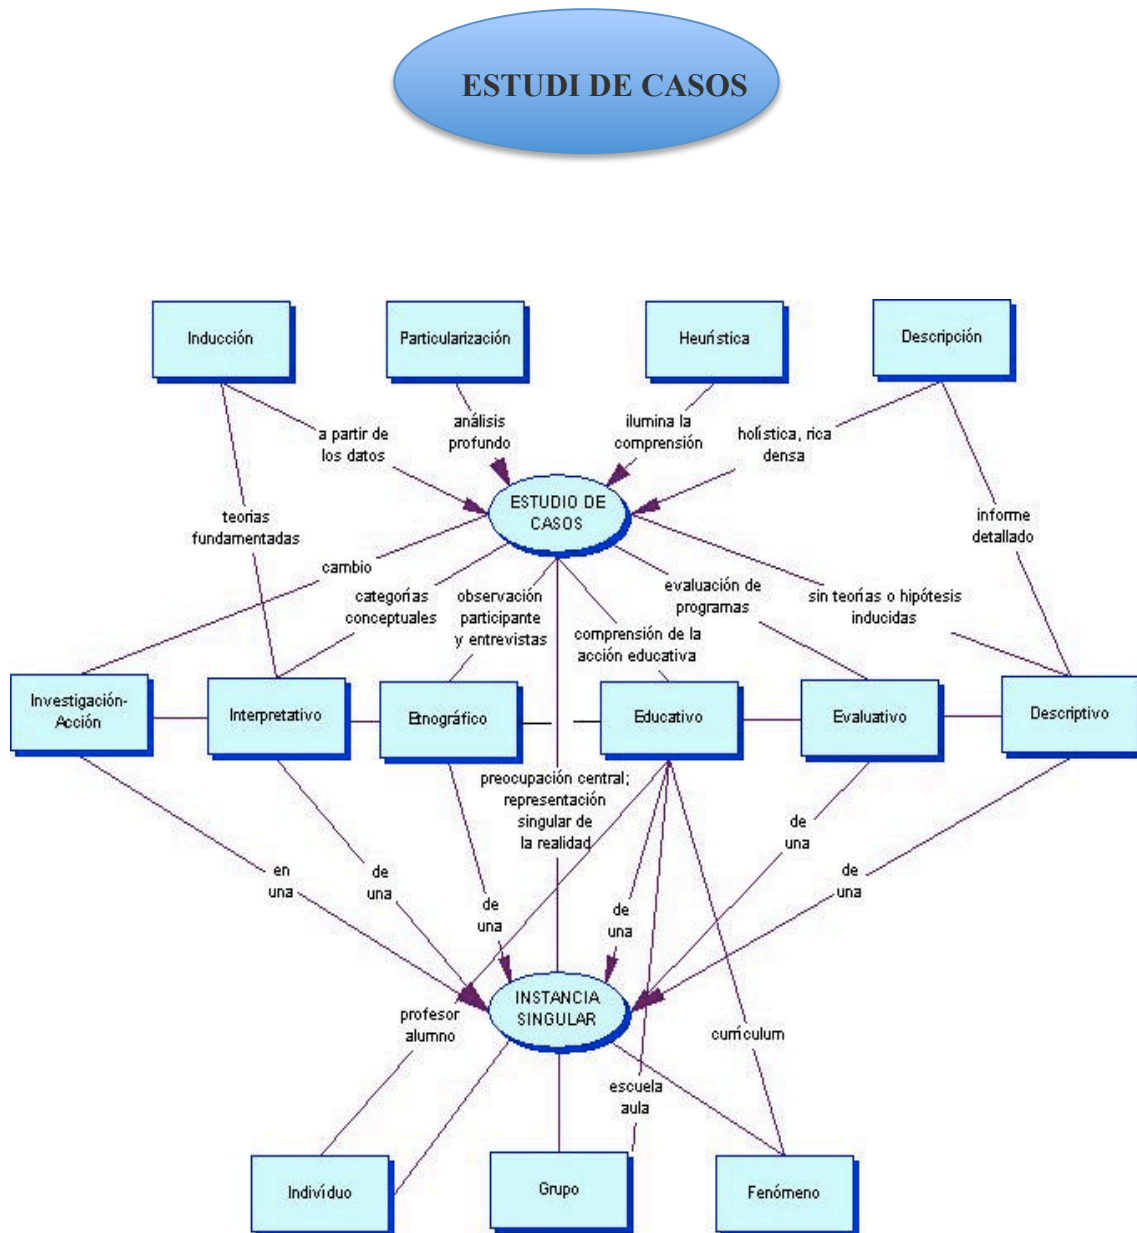 ESTUDI DE CASOS
Inducción
Particularización
Heurística
Descripción
a partir de
los datos
análisis
profundo
ilumina la
comprensión
holística, rica
densa
teorias
fundamentadas
ESTUDIO DE
CASOS
informe
detallado
cambio
categorías
conceptuales
observación
participante
y entrevistas
comprensión de la
acción educativa
evaluación de
programas
sin teorías o hipótesis
inducidas
Investigación-
Acción
Interpretativo
Etnográfico
Educativo
Evaluativo
Descriptivo
preocupación central;
representación
singular de
la realidad
en
una
de
una
de
una
de
una
de
una
de
una
INSTANCIA
SINGULAR
profesor
alumno
escuela
aula
currículum
Indivíduo
Grupo
Fenómeno